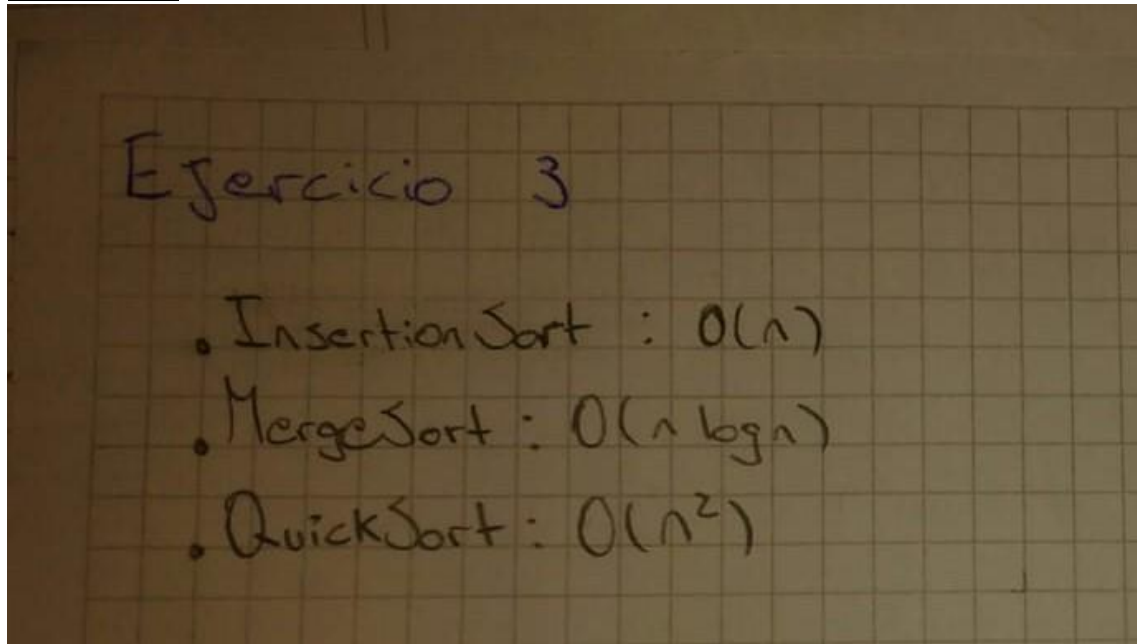 Ejercicio 3
. InsertionSort : O(n)
. MergeSort : O(n logn)
. QuickSort : O(n²)